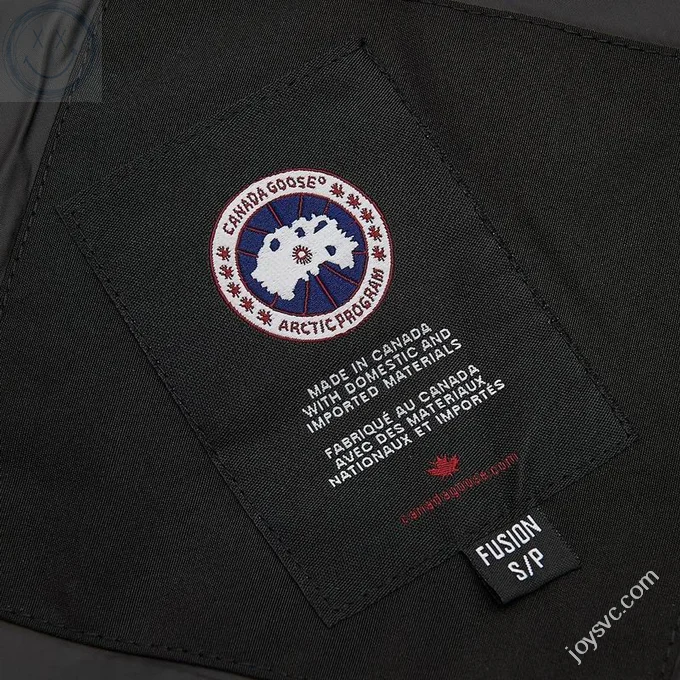 CANADA GOOSE®
ARCTIC PROGRAM
MADE IN CANADA
WITH DOMESTIC AND
IMPORTED MATERIALS
FABRIQUÉ AU CANADA
AVEC DES MATERIAUX
NATIONAUX ET IMPORTÉS
canadagoose.com
FUSION
S/P
joysvc.com